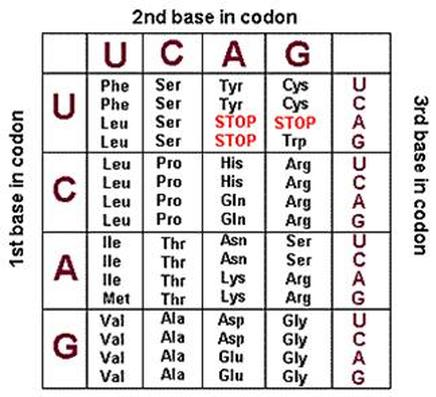 2nd base in codon
U C A G
1st base in codon
U
Phe Ser Tyr Cys U
Phe Ser Tyr Cys C
Leu Ser STOP STOP A
Leu Ser STOP Trp G
C
Leu Pro His Arg U
Leu Pro His Arg C
Leu Pro Gln Arg A
Leu Pro Gln Arg G
A
Ile Thr Asn Ser U
Ile Thr Asn Ser C
Ile Thr Lys Arg A
Met Thr Lys Arg G
G
Val Ala Asp Gly U
Val Ala Asp Gly C
Val Ala Glu Gly A
Val Ala Glu Gly G
3rd base in codon